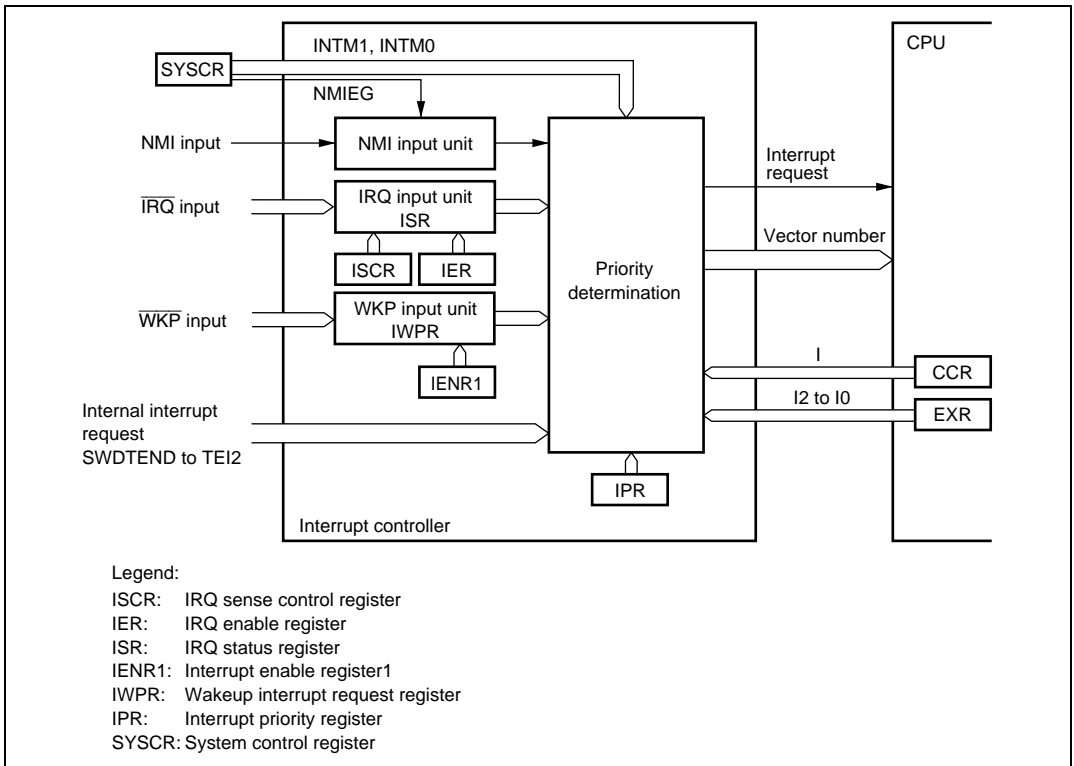 INTM1, INTM0
CPU
SYSCR
NMIEG
NMI input
NMI input unit
Interrupt
request
IRQ input
IRQ input unit
ISR
Vector number
ISCR
IER
Priority
determination
WKP input
WKP input unit
IWPR
IENR1
I
CCR
I2 to I0
EXR
Internal interrupt
request
SWDTEND to TEI2
IPR
Interrupt controller
Legend:
ISCR: IRQ sense control register
IER: IRQ enable register
ISR: IRQ status register
IENR1: Interrupt enable register1
IWPR: Wakeup interrupt request register
IPR: Interrupt priority register
SYSCR: System control register